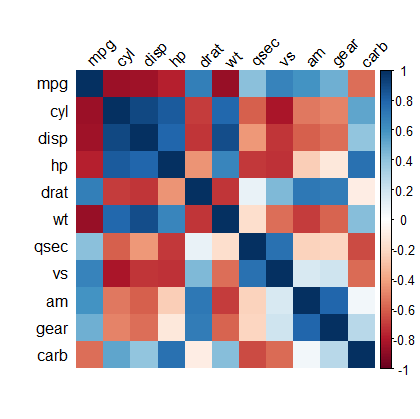 mpg cyl disp hp drat wt qsec vs am gear carb
mpg
cyl
disp
hp
drat
wt
qsec
vs
am
gear
carb
1
0.8
0.6
0.4
0.2
0
-0.2
-0.4
-0.6
-0.8
-1